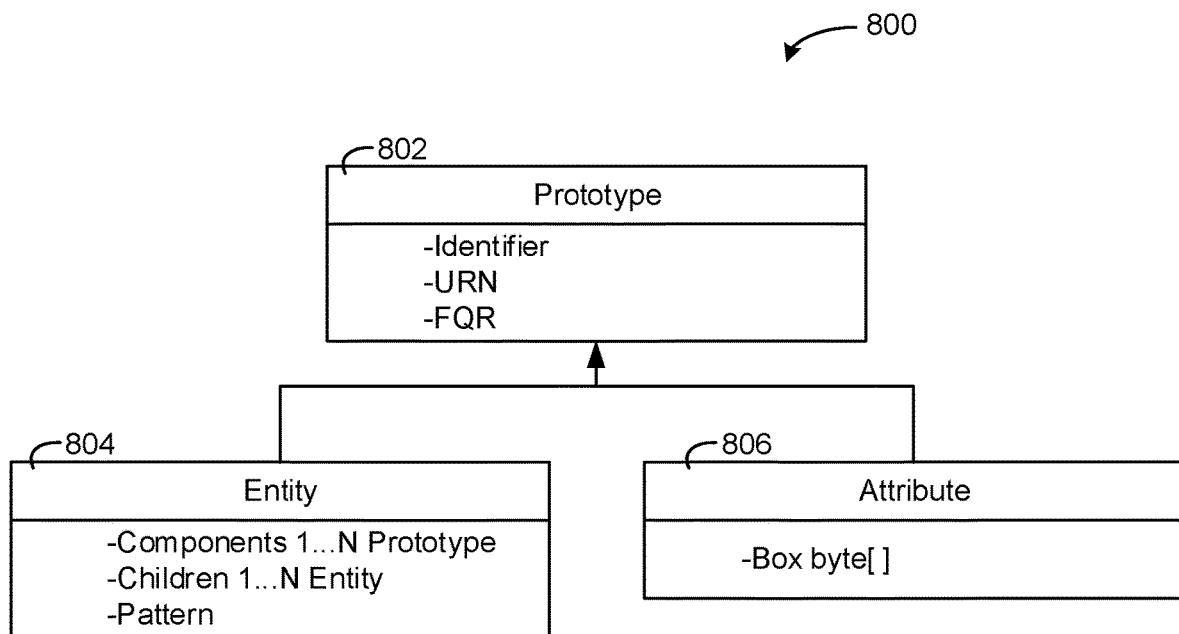 800
802
Prototype
-Identifier
-URN
-FQR
804
Entity
-Components 1...N Prototype
-Children 1...N Entity
-Pattern
806
Attribute
-Box byte[ ]